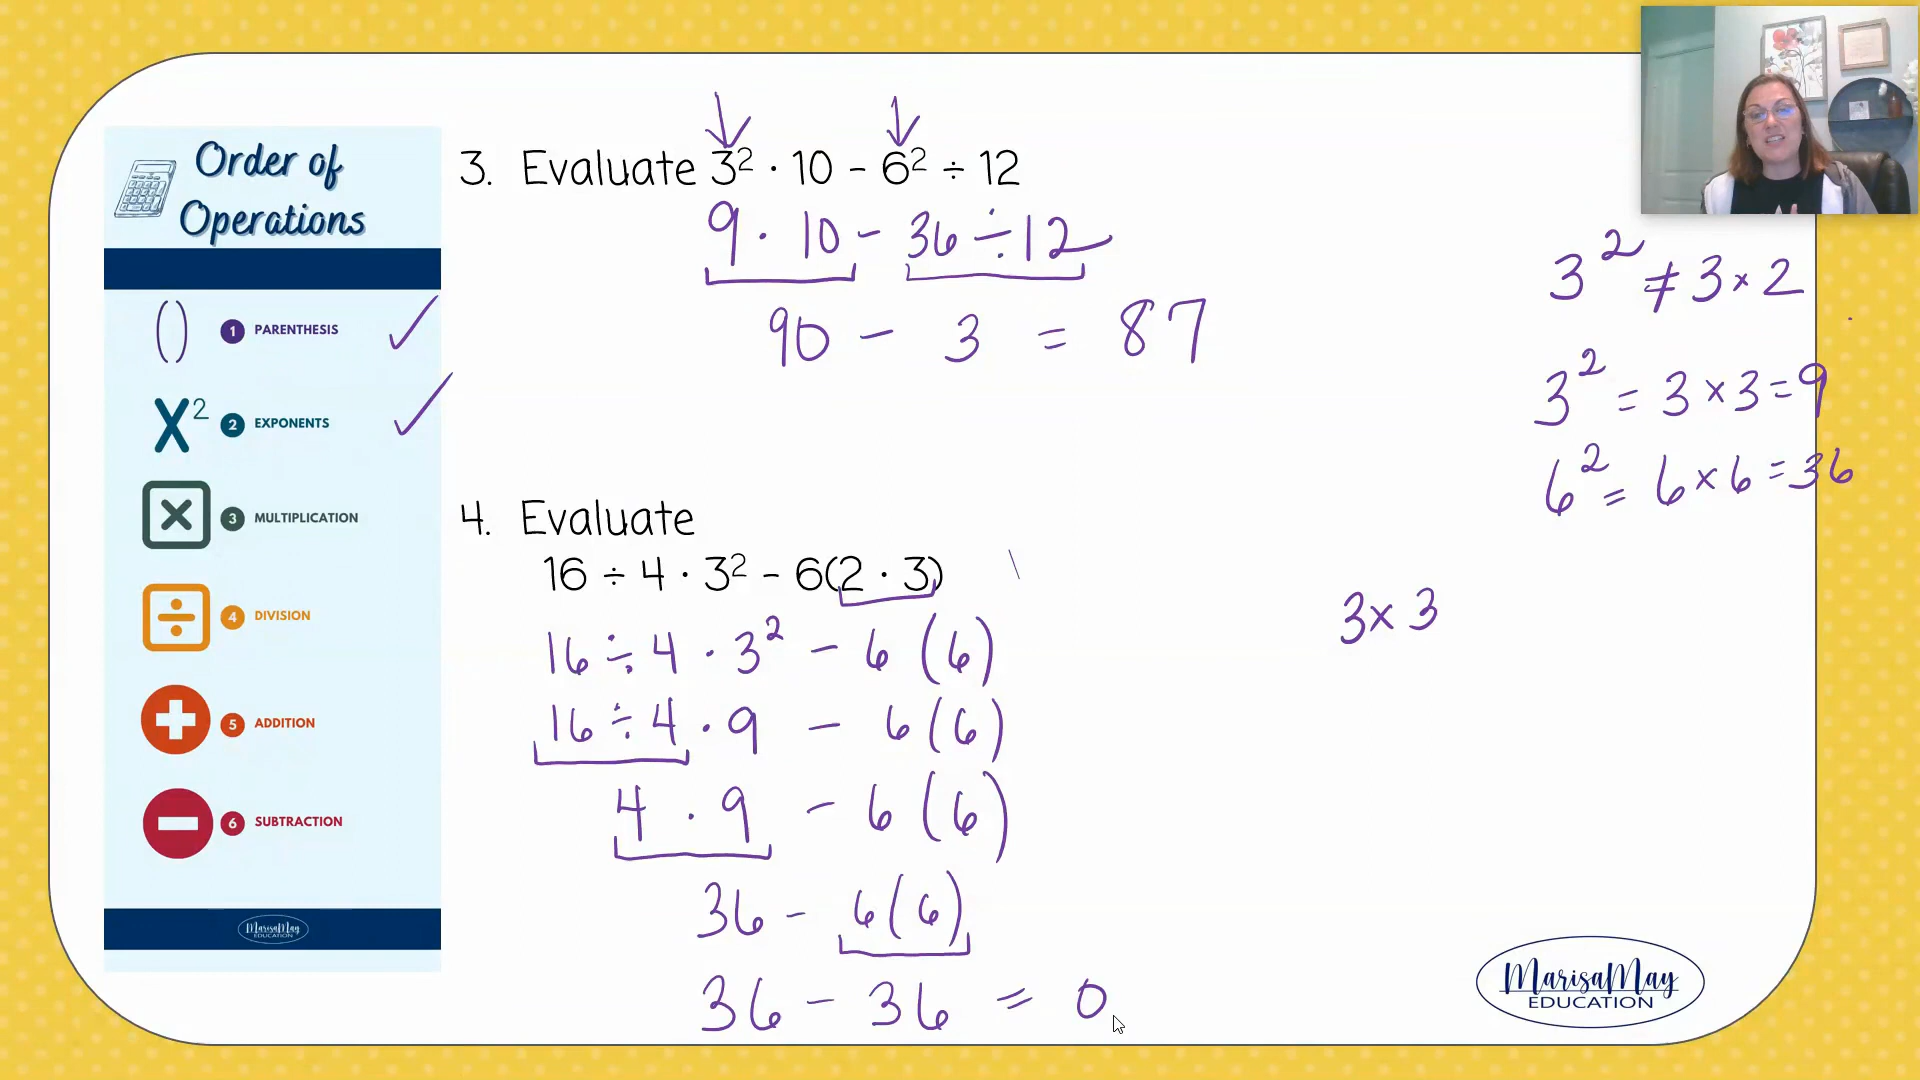 Order of
Operations
( ) 1 PARENTHESIS ✓
X² 2 EXPONENTS ✓
× 3 MULTIPLICATION
÷ 4 DIVISION
+ 5 ADDITION
− 6 SUBTRACTION
MarisaMay
EDUCATION
3. Evaluate 3² · 10 − 6² ÷ 12
9 · 10 − 36 ÷ 12
90 − 3 = 87
4. Evaluate
16 ÷ 4 · 3² − 6(2 · 3)
16 ÷ 4 · 3² − 6 (6)
16 ÷ 4 · 9 − 6 (6)
4 · 9 − 6 (6)
36 − 6 (6)
36 − 36 = 0
3² ≠ 3 × 2
3² = 3 × 3 = 9
6² = 6 × 6 = 36
3 × 3
MarisaMay
EDUCATION